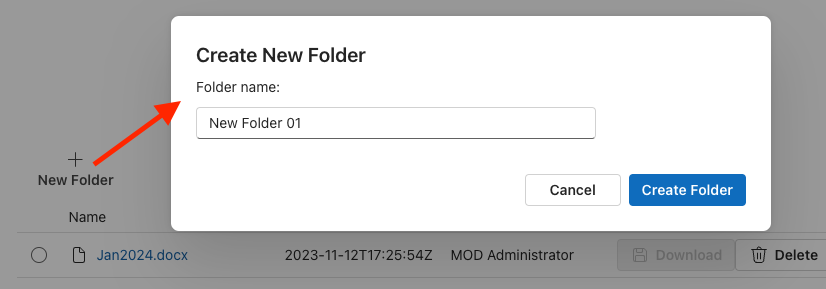 Create New Folder
Folder name:
New Folder 01
Cancel
Create Folder
New Folder
Name
Jan2024.docx 2023-11-12T17:25:54Z MOD Administrator Download Delete